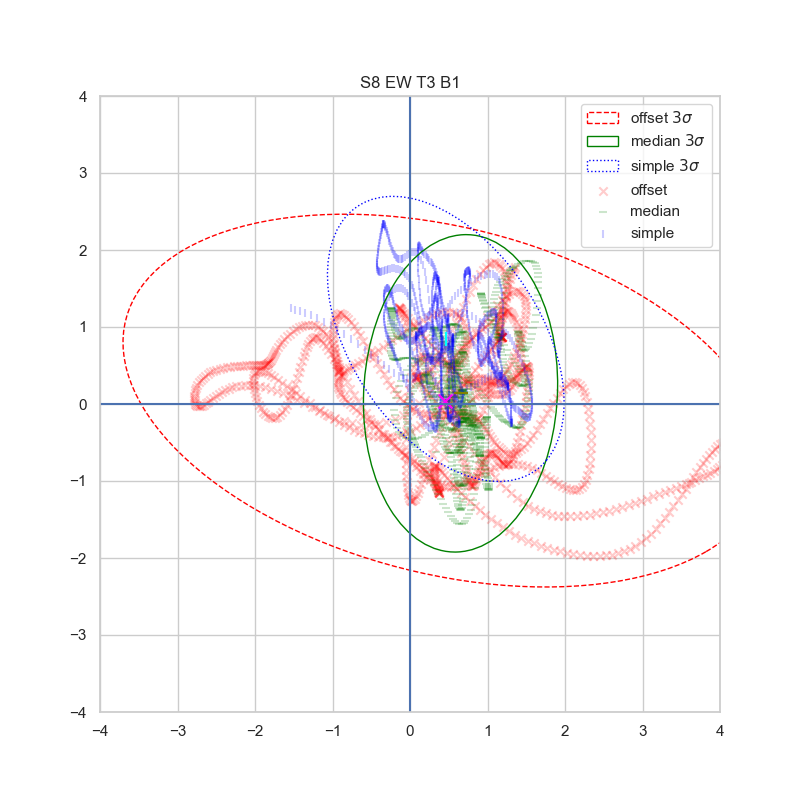 S8 EW T3 B1
offset 3σ
median 3σ
simple 3σ
offset
median
simple
4
3
2
1
0
−1
−2
−3
−4
−4 −3 −2 −1 0 1 2 3 4